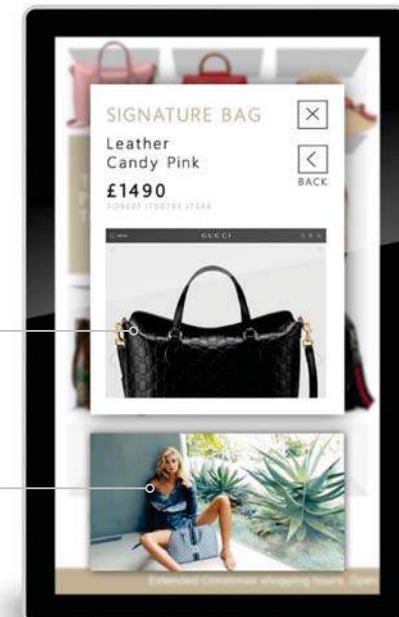 SIGNATURE BAG
Leather
Candy Pink
£1490
BACK
GUCCI
Extended Christmas shopping hours. Open